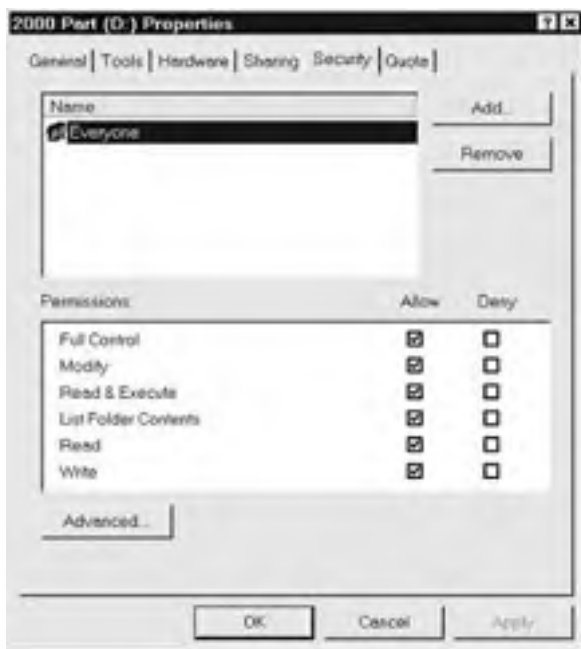 2000 Part (D:) Properties
General Tools Hardware Sharing Security Quota
Name
Add...
Everyone
Remove
Permissions:
Allow Deny
Full Control
Modify
Read & Execute
List Folder Contents
Read
Write
Advanced...
OK Cancel Apply